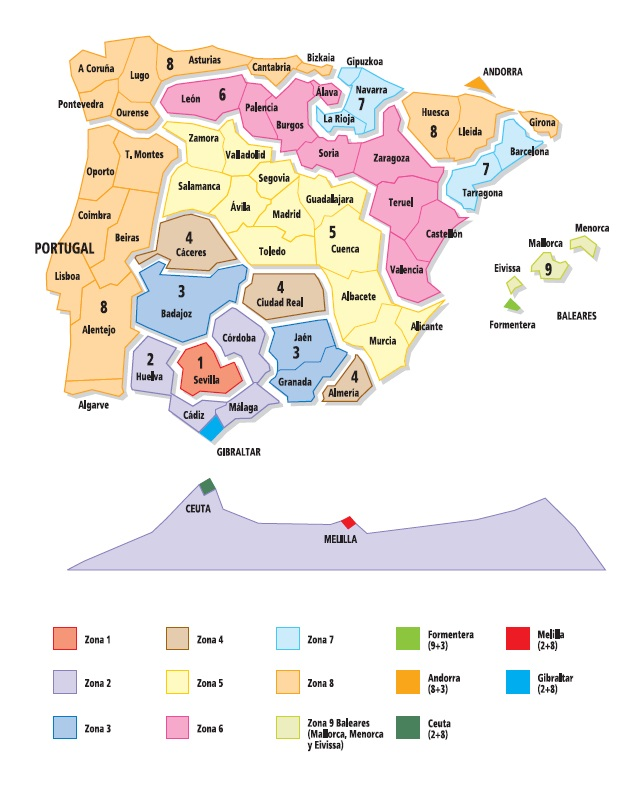 A Coruña
Lugo
8
Asturias
Cantabria
Bizkaia
Gipuzkoa
Pontevedra
Ourense
León
6
Palencia
Burgos
Álava
Navarra
7
La Rioja
ANDORRA
Huesca
8
Lleida
Girona
Barcelona
7
Tarragona
Zamora
Valladolid
Soria
Zaragoza
Oporto
T, Montes
Salamanca
Segovia
Ávila
Guadalajara
Madrid
Teruel
Coimbra
Beiras
PORTUGAL
4
Cáceres
Toledo
5
Cuenca
Castellón
Valencia
Menorca
Mallorca
9
Eivissa
Formentera
BALEARES
Lisboa
8
Alentejo
3
Badajoz
4
Ciudad Real
Albacete
Alicante
Murcia
Córdoba
Jaén
3
Granada
4
Almeria
2
Huelva
1
Sevilla
Cádiz
Málaga
Algarve
GIBRALTAR
CEUTA
MELILLA
Zona 1
Zona 4
Zona 7
Formentera
(9+3)
Melilla
(2+8)
Zona 2
Zona 5
Zona 8
Andorra
(8+3)
Gibraltar
(2+8)
Zona 3
Zona 6
Zona 9 Baleares
(Mallorca, Menorca
y Eivissa)
Ceuta
(2+8)